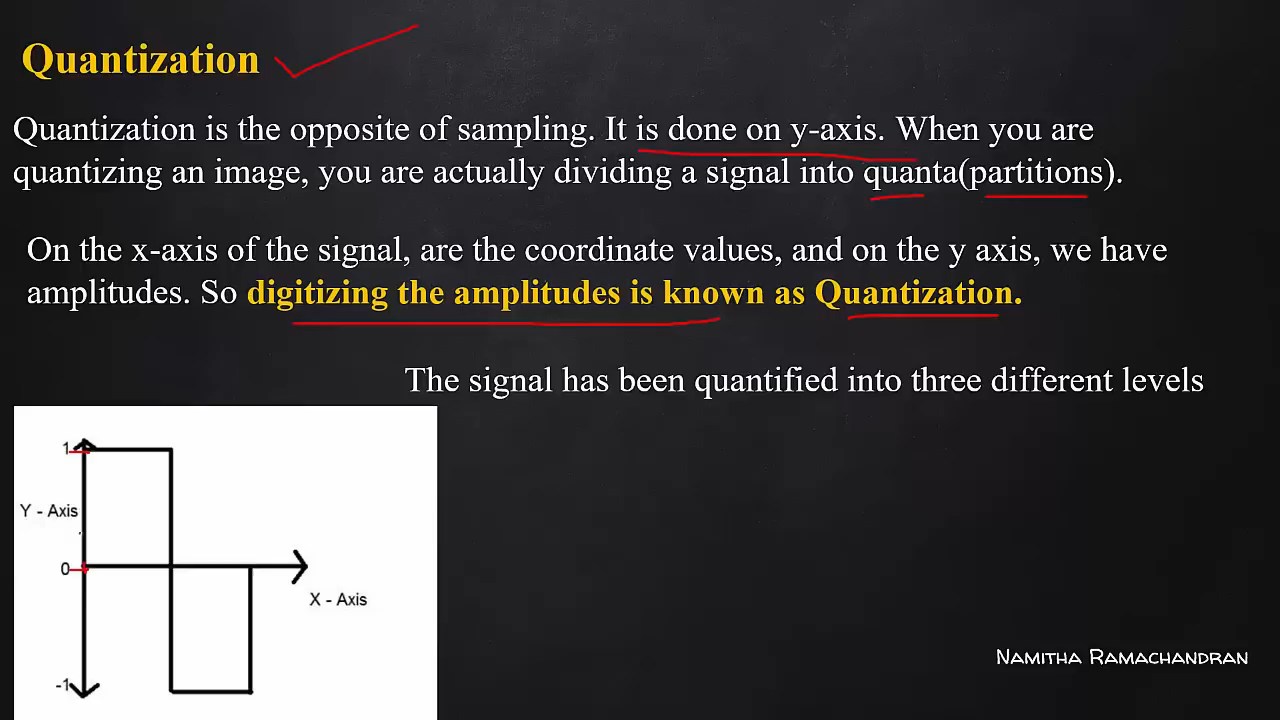 Quantization
Quantization is the opposite of sampling. It is done on y-axis. When you are
quantizing an image, you are actually dividing a signal into quanta(partitions).
On the x-axis of the signal, are the coordinate values, and on the y axis, we have
amplitudes. So digitizing the amplitudes is known as Quantization.
The signal has been quantified into three different levels
1
Y - Axis
0
X - Axis
-1
Namitha Ramachandran